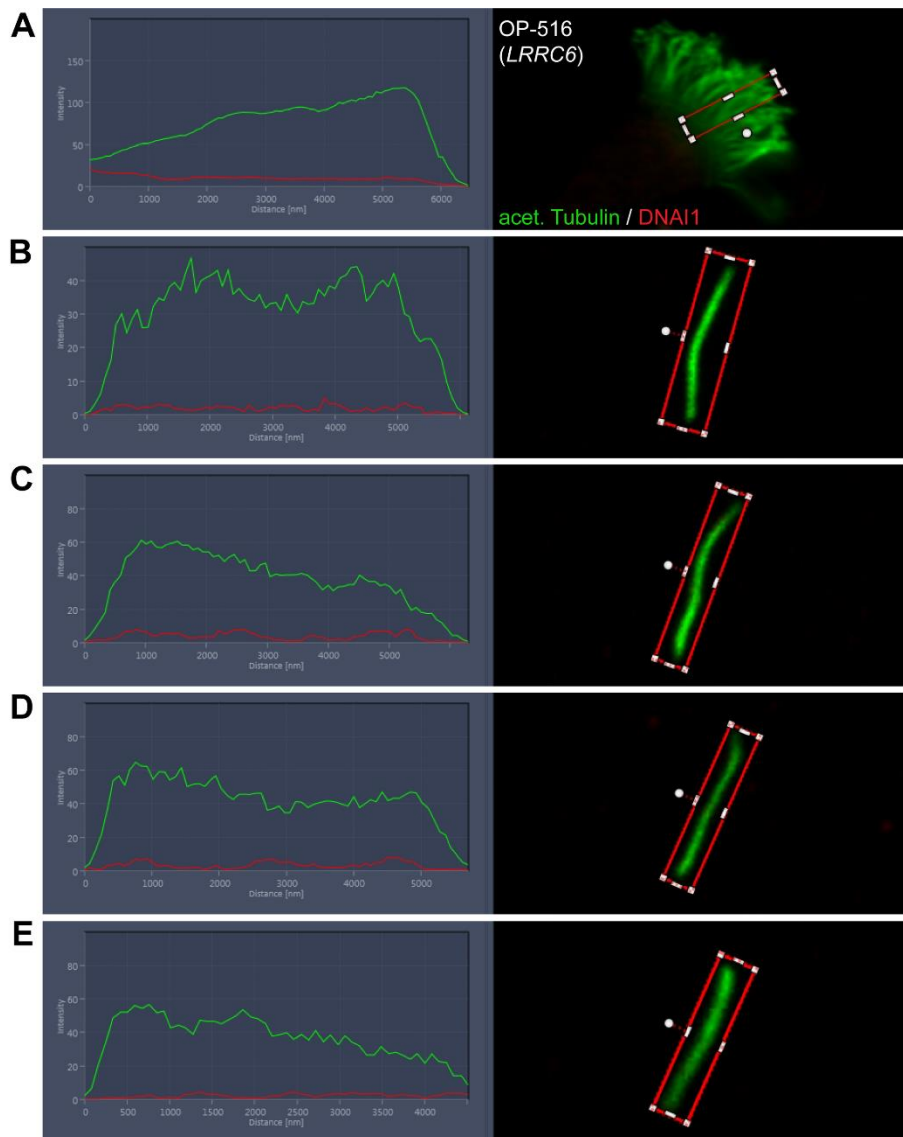 A
OP-516
(LRRC6)
acet. Tubulin / DNAI1
Intensity
150
100
50
0
0 1000 2000 3000 4000 5000 6000
Distance [nm]
B
Intensity
40
30
20
10
0
0 1000 2000 3000 4000 5000
Distance [nm]
C
Intensity
80
60
40
20
0
0 1000 2000 3000 4000 5000
Distance [nm]
D
Intensity
80
60
40
20
0
0 1000 2000 3000 4000 5000
Distance [nm]
E
Intensity
80
60
40
20
0
0 500 1000 1500 2000 2500 3000 3500 4000
Distance [nm]